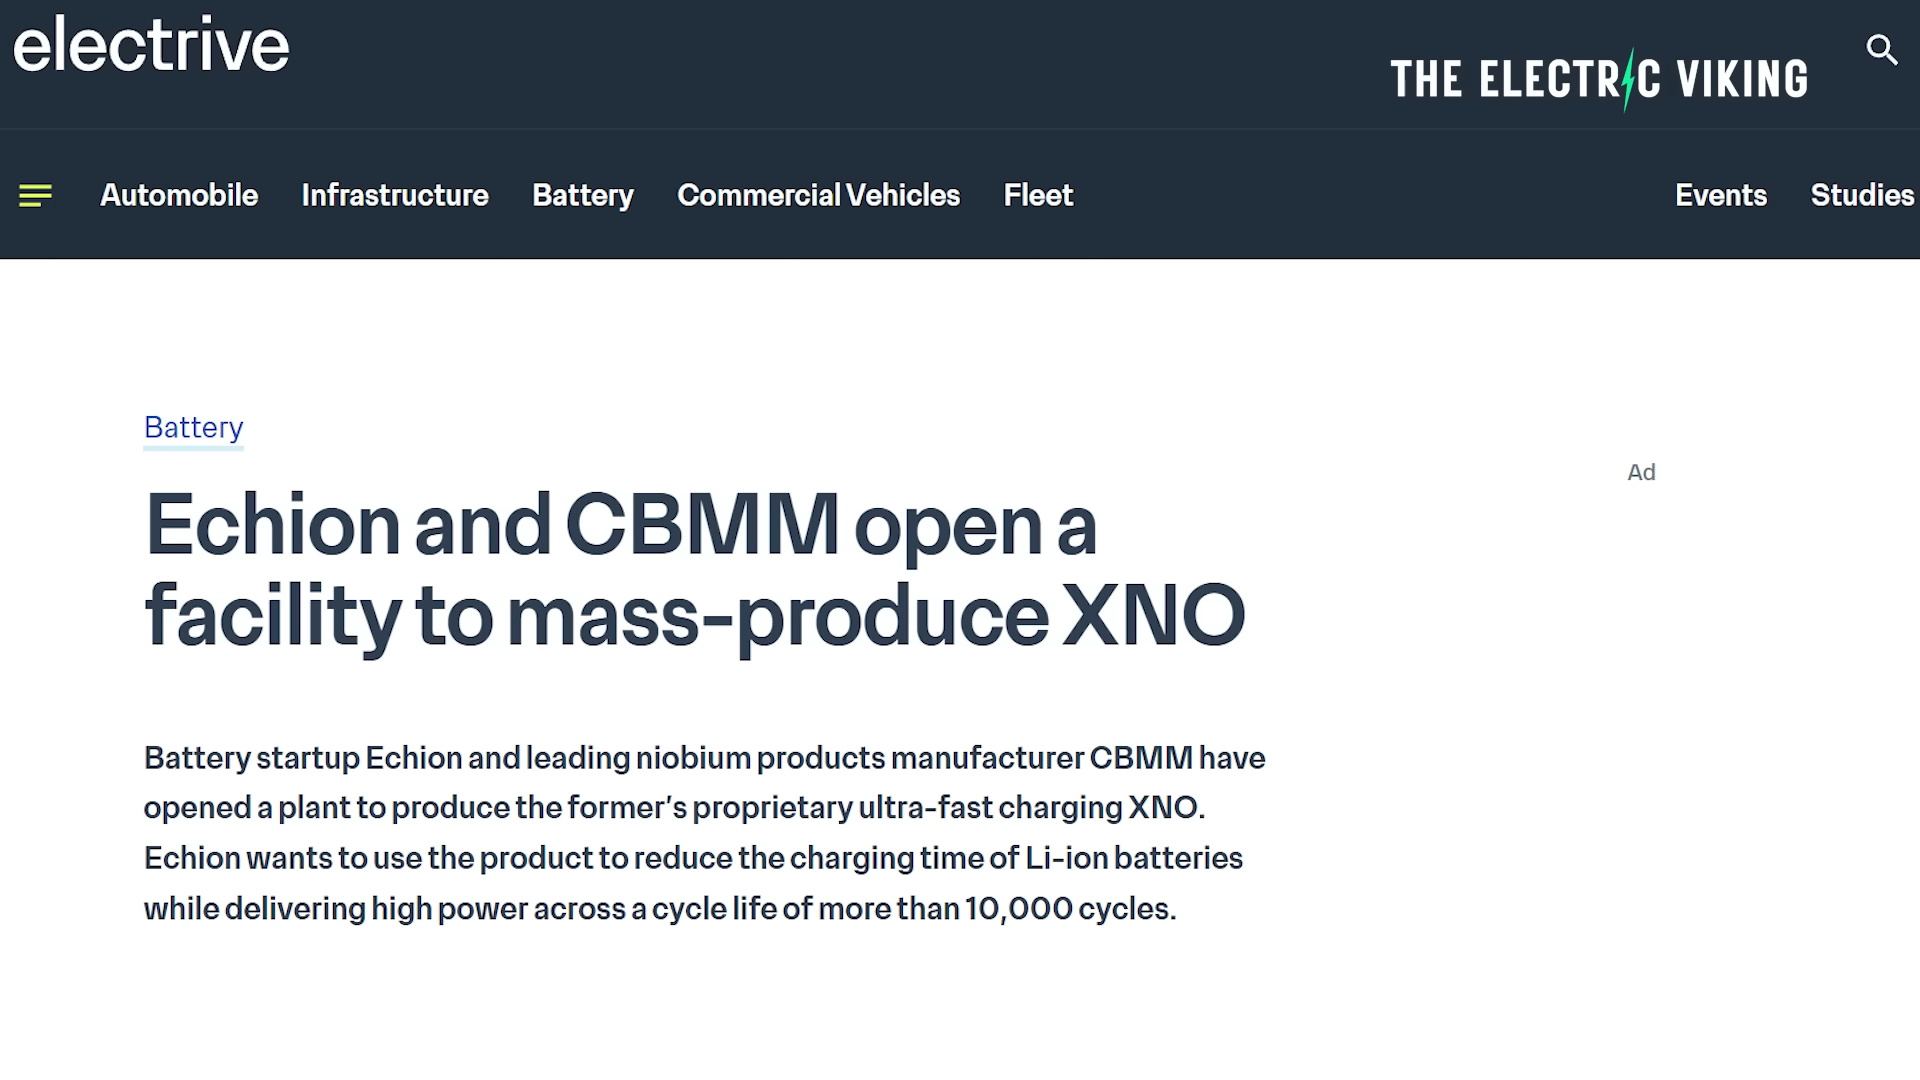 electrive
THE ELECTRIC VIKING
Automobile Infrastructure Battery Commercial Vehicles Fleet Events Studies
Battery
Ad
Echion and CBMM open a
facility to mass-produce XNO
Battery startup Echion and leading niobium products manufacturer CBMM have
opened a plant to produce the former’s proprietary ultra-fast charging XNO.
Echion wants to use the product to reduce the charging time of Li-ion batteries
while delivering high power across a cycle life of more than 10,000 cycles.